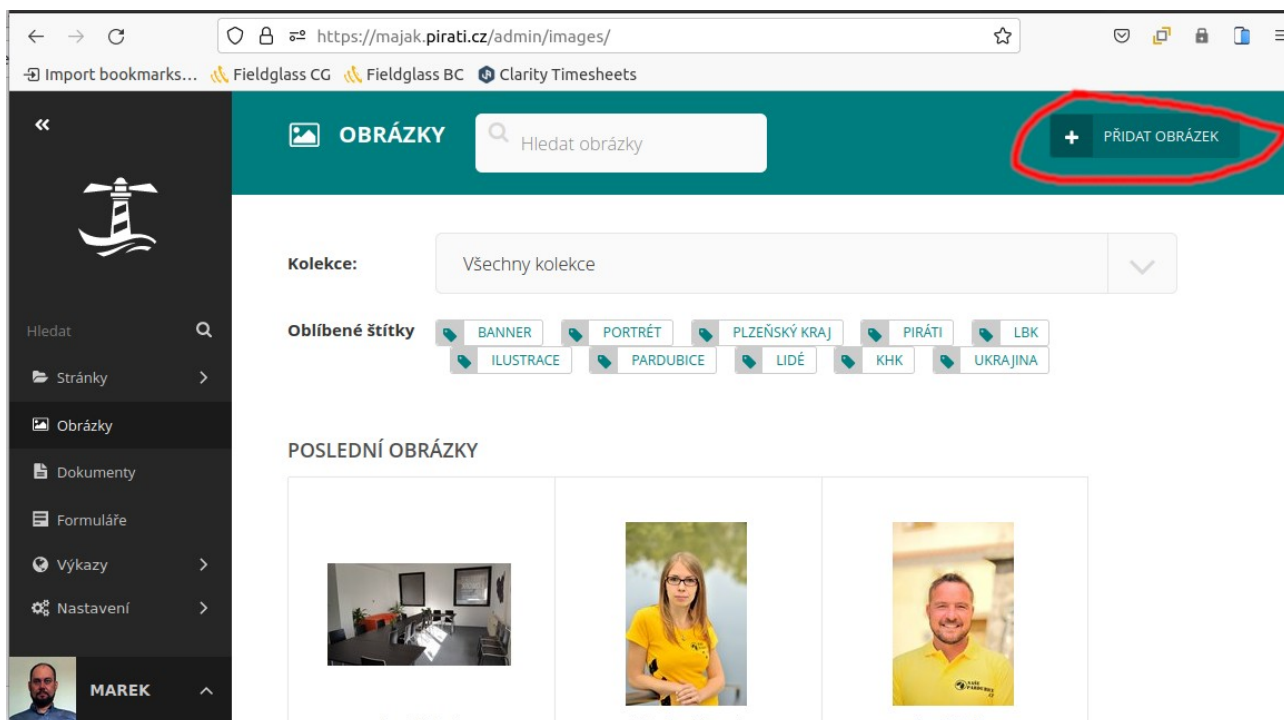 https://majak.pirati.cz/admin/images/
Import bookmarks... Fieldglass CG Fieldglass BC Clarity Timesheets
OBRÁZKY Hledat obrázky + PŘIDAT OBRÁZEK
Kolekce: Všechny kolekce
Hledat
Oblíbené štítky BANNER PORTRÉT PLZEŇSKÝ KRAJ PIRÁTI LBK
ILUSTRACE PARDUBICE LIDÉ KHK UKRAJINA
Stránky
Obrázky
Dokumenty
Formuláře
Výkazy
Nastavení
MAREK
POSLEDNÍ OBRÁZKY